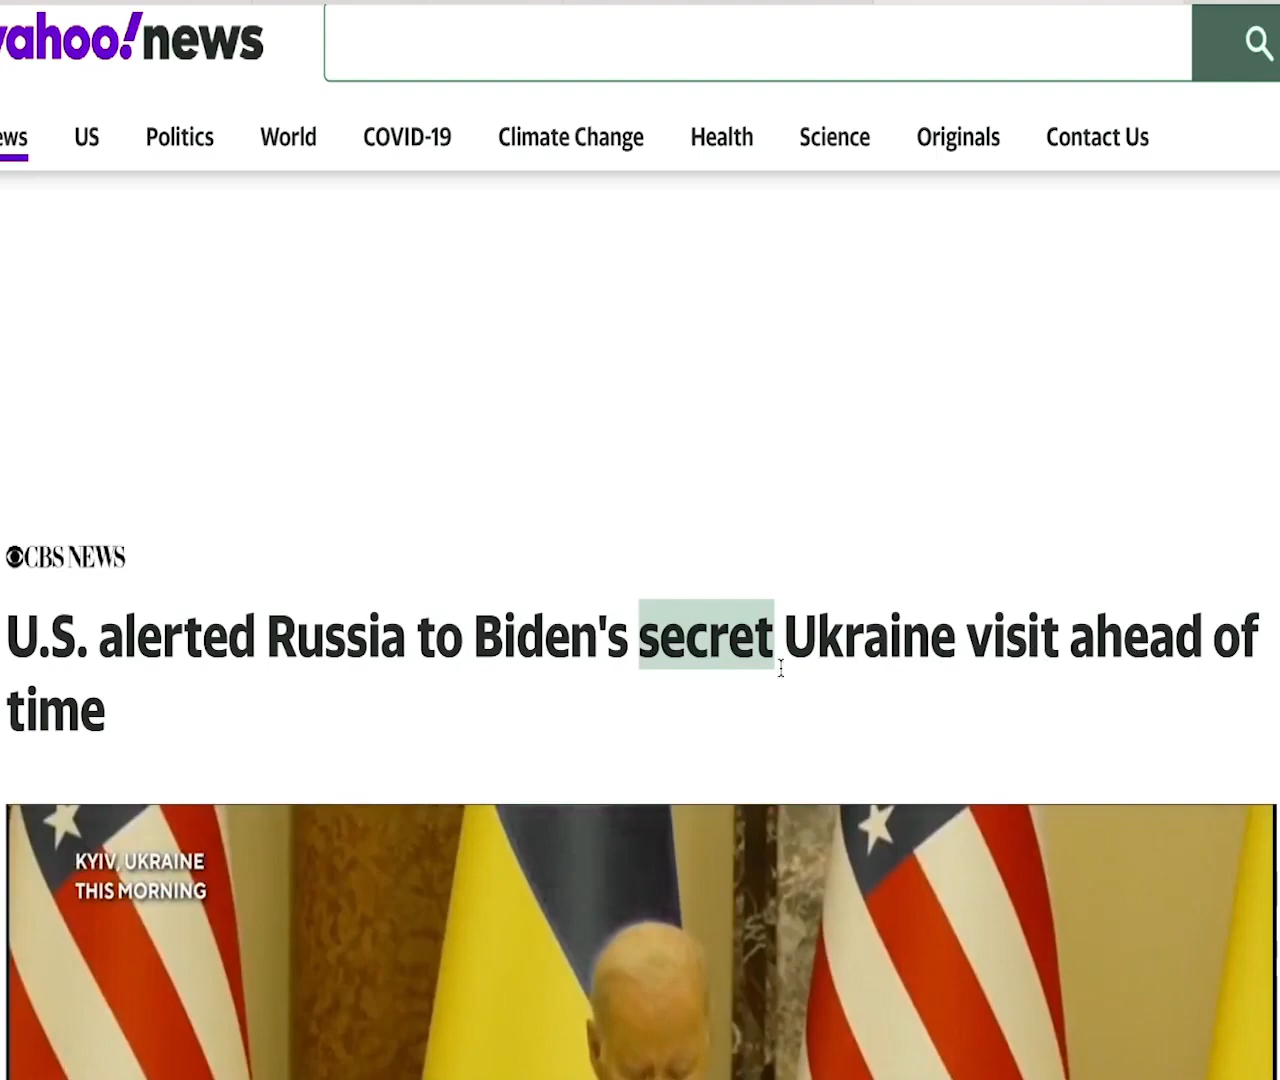 yahoo!news
ews US Politics World COVID-19 Climate Change Health Science Originals Contact Us
CBS NEWS
U.S. alerted Russia to Biden's secret Ukraine visit ahead of
time
KYIV, UKRAINE
THIS MORNING